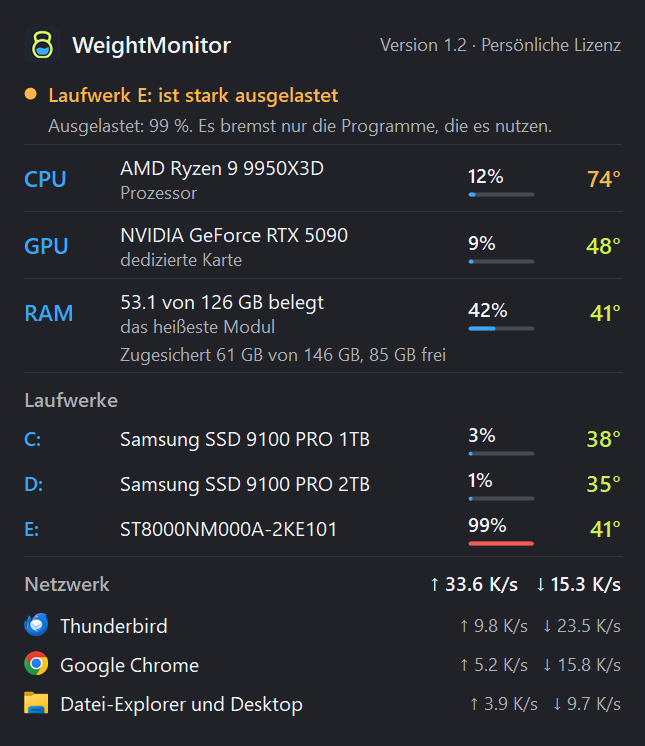 WeightMonitor
Version 1.2 · Persönliche Lizenz
Laufwerk E: ist stark ausgelastet
Ausgelastet: 99 %. Es bremst nur die Programme, die es nutzen.
CPU AMD Ryzen 9 9950X3D 12% 74°
Prozessor
GPU NVIDIA GeForce RTX 5090 9% 48°
dedizierte Karte
RAM 53.1 von 126 GB belegt 42% 41°
das heißeste Modul
Zugesichert 61 GB von 146 GB, 85 GB frei
Laufwerke
C: Samsung SSD 9100 PRO 1TB 3% 38°
D: Samsung SSD 9100 PRO 2TB 1% 35°
E: ST8000NM000A-2KE101 99% 41°
Netzwerk ↑ 33.6 K/s ↓ 15.3 K/s
Thunderbird ↑ 9.8 K/s ↓ 23.5 K/s
Google Chrome ↑ 5.2 K/s ↓ 15.8 K/s
Datei-Explorer und Desktop ↑ 3.9 K/s ↓ 9.7 K/s